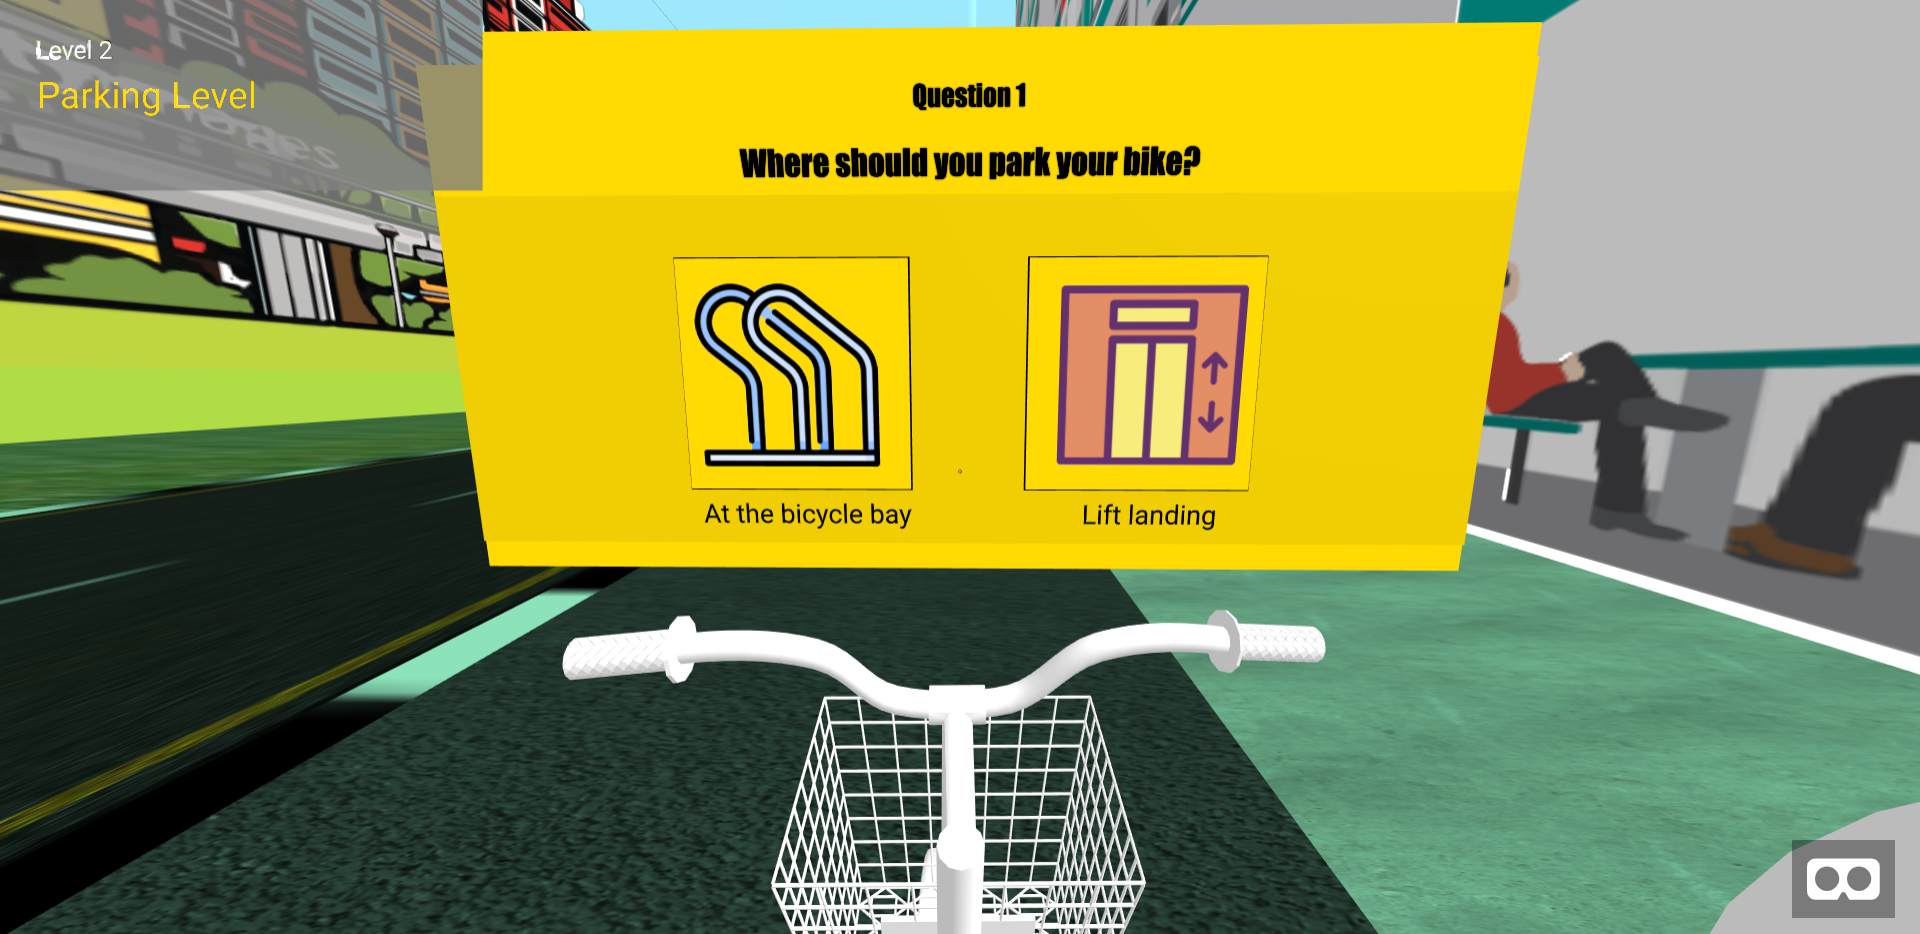 Level 2
Parking Level
Question 1
Where should you park your bike?
At the bicycle bay
Lift landing